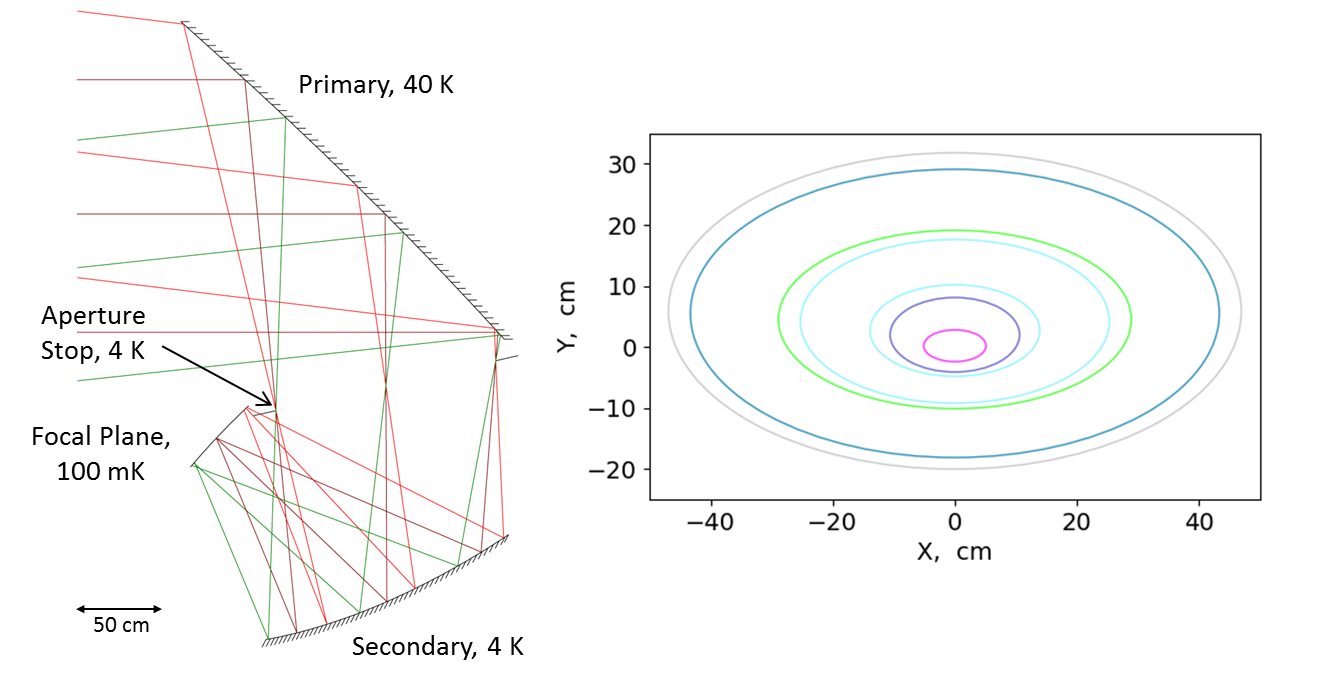 Primary, 40 K
Aperture
Stop, 4 K
Focal Plane,
100 mK
50 cm
Secondary, 4 K
30
20
10
0
−10
−20
Y, cm
−40
−20
0
20
40
X, cm